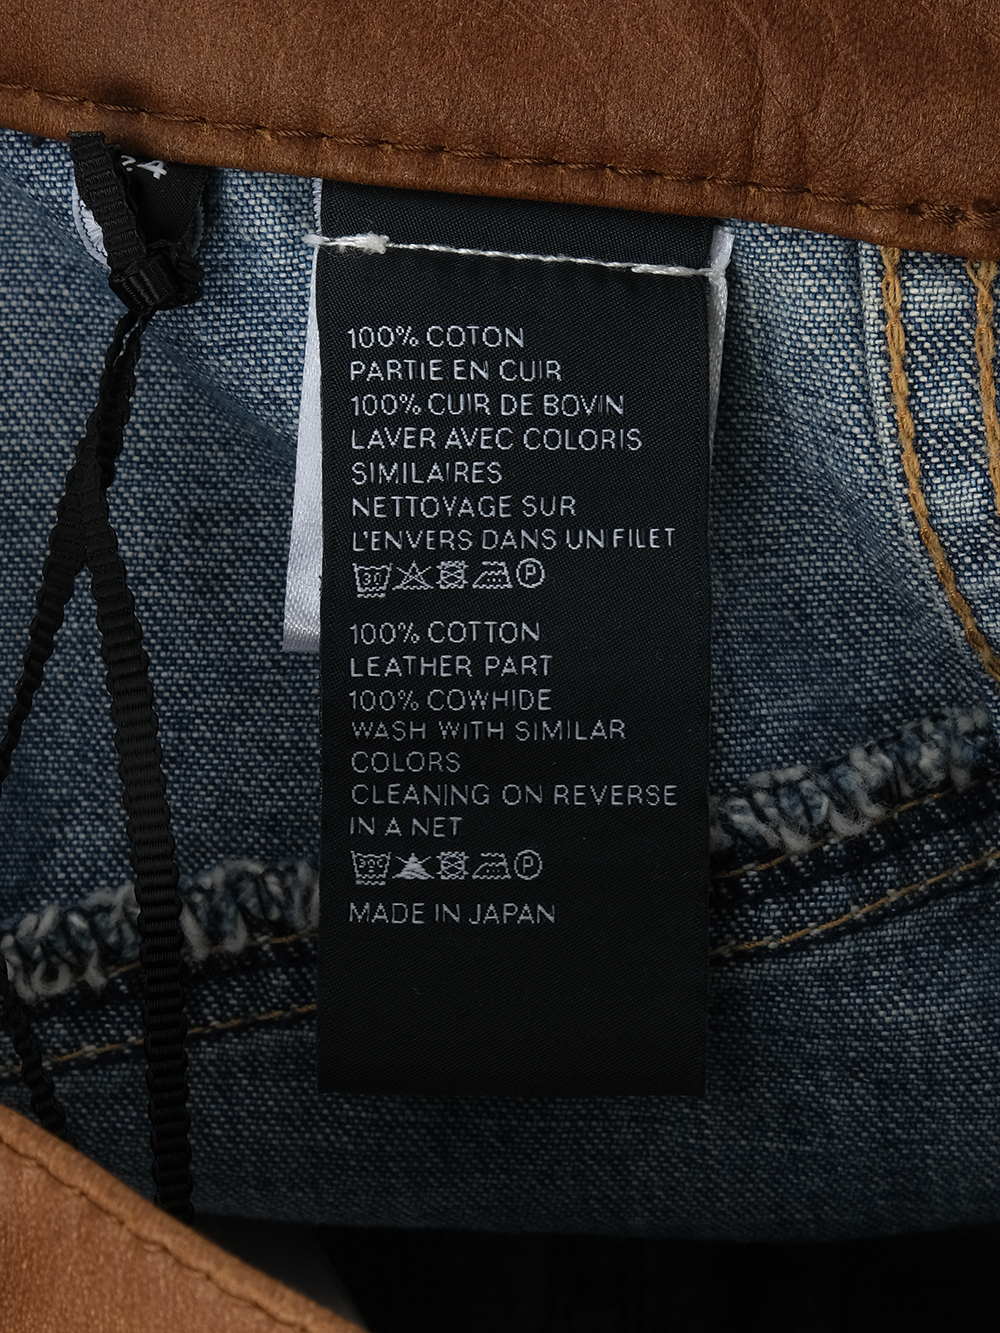 100% COTON
PARTIE EN CUIR
100% CUIR DE BOVIN
LAVER AVEC COLORIS
SIMILAIRES
NETTOYAGE SUR
L'ENVERS DANS UN FILET
30 P
100% COTTON
LEATHER PART
100% COWHIDE
WASH WITH SIMILAR
COLORS
CLEANING ON REVERSE
IN A NET
P
MADE IN JAPAN